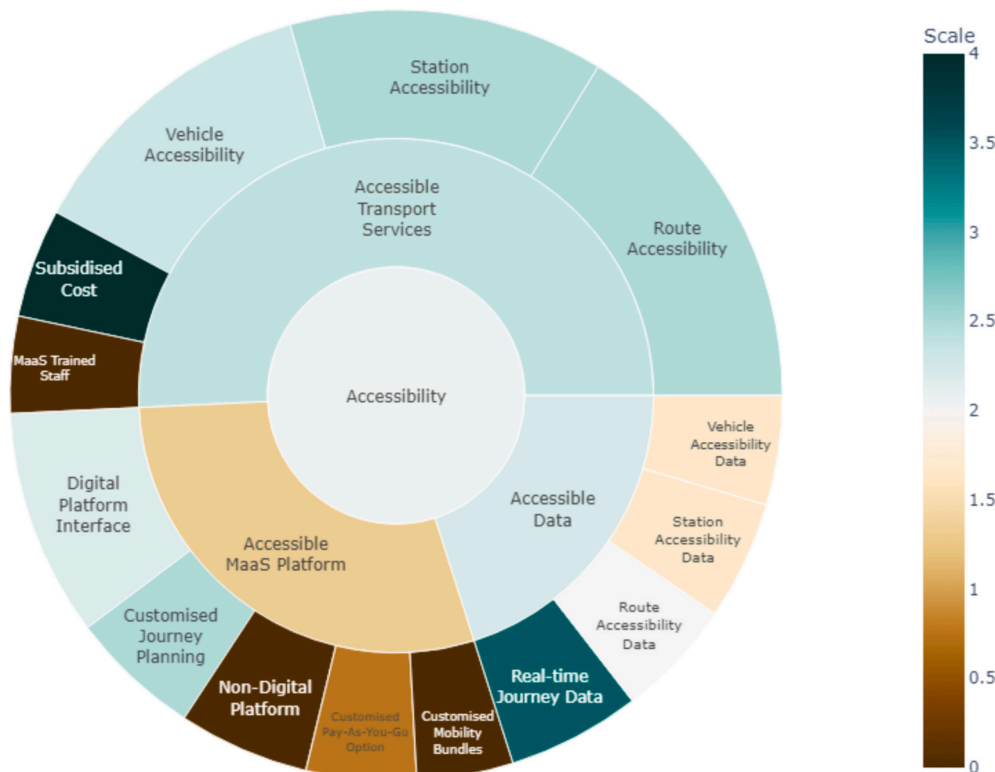 Scale
4
3.5
3
2.5
2
1.5
1
0.5
0
Station
Accessibility
Vehicle
Accessibility
Accessible
Transport
Services
Route
Accessibility
Subsidised
Cost
MaaS Trained
Staff
Accessibility
Vehicle
Accessibility
Data
Digital
Platform
Interface
Accessible
Data
Station
Accessibility
Data
Accessible
MaaS Platform
Customised
Journey
Planning
Route
Accessibility
Data
Non-Digital
Platform
Customised
Pay-As-You-Go
Option
Customised
Mobility
Bundles
Real-time
Journey Data